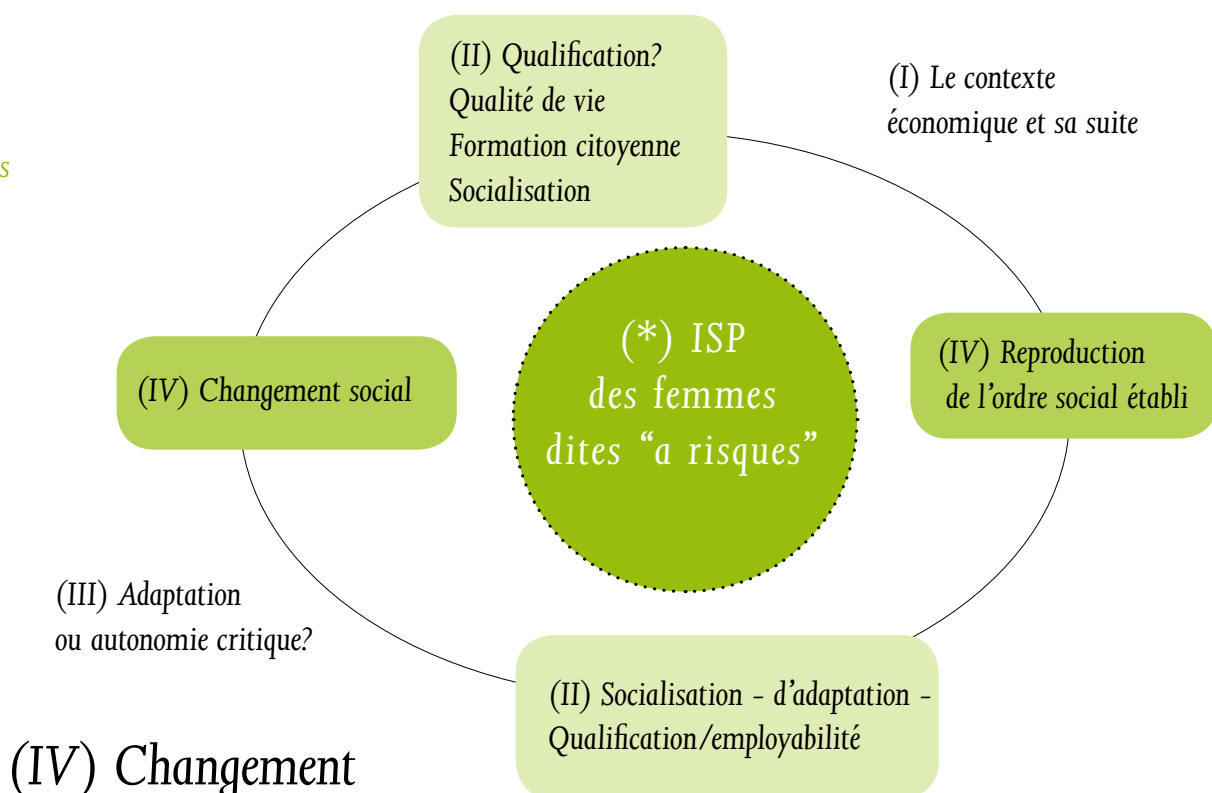 (II) Qualification?
Qualité de vie
Formation citoyenne
Socialisation
(I) Le contexte
économique et sa suite
s
(*) ISP
des femmes
dites “a risques”
(IV) Changement social
(IV) Reproduction
de l’ordre social établi
(III) Adaptation
ou autonomie critique?
(II) Socialisation - d’adaptation -
Qualification/employabilité
(IV) Changement